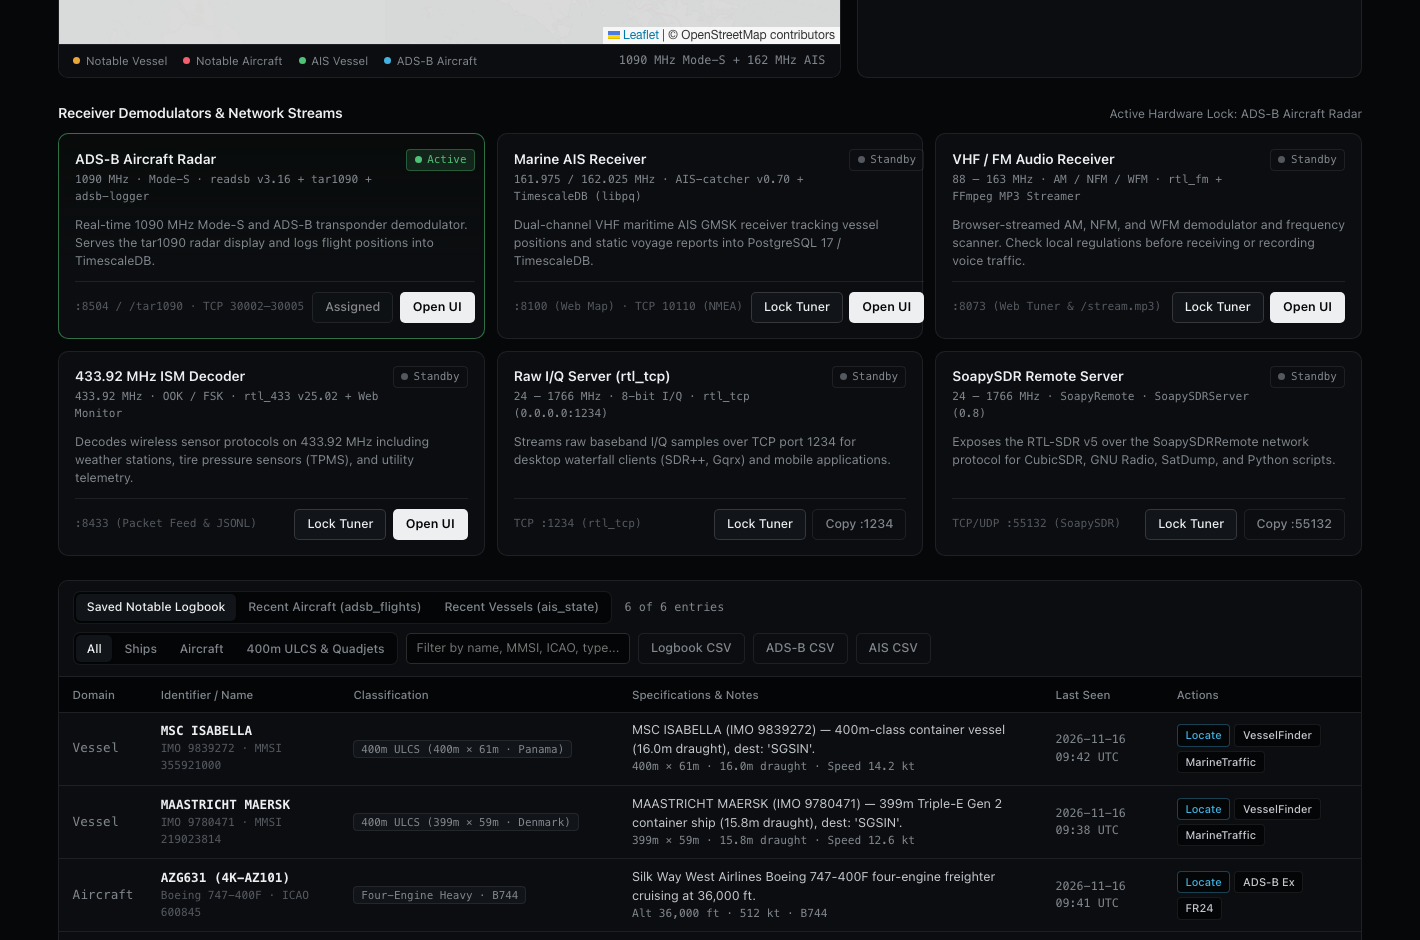 Leaflet | © OpenStreetMap contributors
Notable Vessel Notable Aircraft AIS Vessel ADS-B Aircraft 1090 MHz Mode-S + 162 MHz AIS
Receiver Demodulators & Network Streams Active Hardware Lock: ADS-B Aircraft Radar
ADS-B Aircraft Radar Active
1090 MHz · Mode-S · readsb v3.16 + tar1090 +
adsb-logger
Real-time 1090 MHz Mode-S and ADS-B transponder demodulator.
Serves the tar1090 radar display and logs flight positions into
TimescaleDB.
:8504 / /tar1090 · TCP 30002–30005 Assigned Open UI
Marine AIS Receiver Standby
161.975 / 162.025 MHz · AIS-catcher v0.70 +
TimescaleDB (libpq)
Dual-channel VHF maritime AIS GMSK receiver tracking vessel
positions and static voyage reports into PostgreSQL 17 /
TimescaleDB.
:8100 (Web Map) · TCP 10110 (NMEA) Lock Tuner Open UI
VHF / FM Audio Receiver Standby
88 – 163 MHz · AM / NFM / WFM · rtl_fm +
FFmpeg MP3 Streamer
Browser-streamed AM, NFM, and WFM demodulator and frequency
scanner. Check local regulations before receiving or recording
voice traffic.
:8073 (Web Tuner & /stream.mp3) Lock Tuner Open UI
433.92 MHz ISM Decoder Standby
433.92 MHz · OOK / FSK · rtl_433 v25.02 + Web
Monitor
Decodes wireless sensor protocols on 433.92 MHz including
weather stations, tire pressure sensors (TPMS), and utility
telemetry.
:8433 (Packet Feed & JSONL) Lock Tuner Open UI
Raw I/Q Server (rtl_tcp) Standby
24 – 1766 MHz · 8-bit I/Q · rtl_tcp
(0.0.0.0:1234)
Streams raw baseband I/Q samples over TCP port 1234 for
desktop waterfall clients (SDR++, Gqrx) and mobile applications.
TCP :1234 (rtl_tcp) Lock Tuner Copy :1234
SoapySDR Remote Server Standby
24 – 1766 MHz · SoapyRemote · SoapySDRServer
(0.8)
Exposes the RTL-SDR v5 over the SoapySDRRemote network
protocol for CubicSDR, GNU Radio, SatDump, and Python scripts.
TCP/UDP :55132 (SoapySDR) Lock Tuner Copy :55132
Saved Notable Logbook Recent Aircraft (adsb_flights) Recent Vessels (ais_state) 6 of 6 entries
All Ships Aircraft 400m ULCS & Quadjets Filter by name, MMSI, ICAO, type... Logbook CSV ADS-B CSV AIS CSV
Domain Identifier / Name Classification Specifications & Notes Last Seen Actions
Vessel
MSC ISABELLA
IMO 9839272 · MMSI
355921000
400m ULCS (400m × 61m · Panama)
MSC ISABELLA (IMO 9839272) — 400m-class container vessel
(16.0m draught), dest: 'SGSIN'.
400m × 61m · 16.0m draught · Speed 14.2 kt
2026-11-16
09:42 UTC
Locate VesselFinder
MarineTraffic
Vessel
MAASTRICHT MAERSK
IMO 9780471 · MMSI
219023814
400m ULCS (399m × 59m · Denmark)
MAASTRICHT MAERSK (IMO 9780471) — 399m Triple-E Gen 2
container ship (15.8m draught), dest: 'SGSIN'.
399m × 59m · 15.8m draught · Speed 12.6 kt
2026-11-16
09:38 UTC
Locate VesselFinder
MarineTraffic
Aircraft
AZG631 (4K-AZ101)
Boeing 747-400F · ICAO
600845
Four-Engine Heavy · B744
Silk Way West Airlines Boeing 747-400F four-engine freighter
cruising at 36,000 ft.
Alt 36,000 ft · 512 kt · B744
2026-11-16
09:41 UTC
Locate ADS-B Ex
FR24